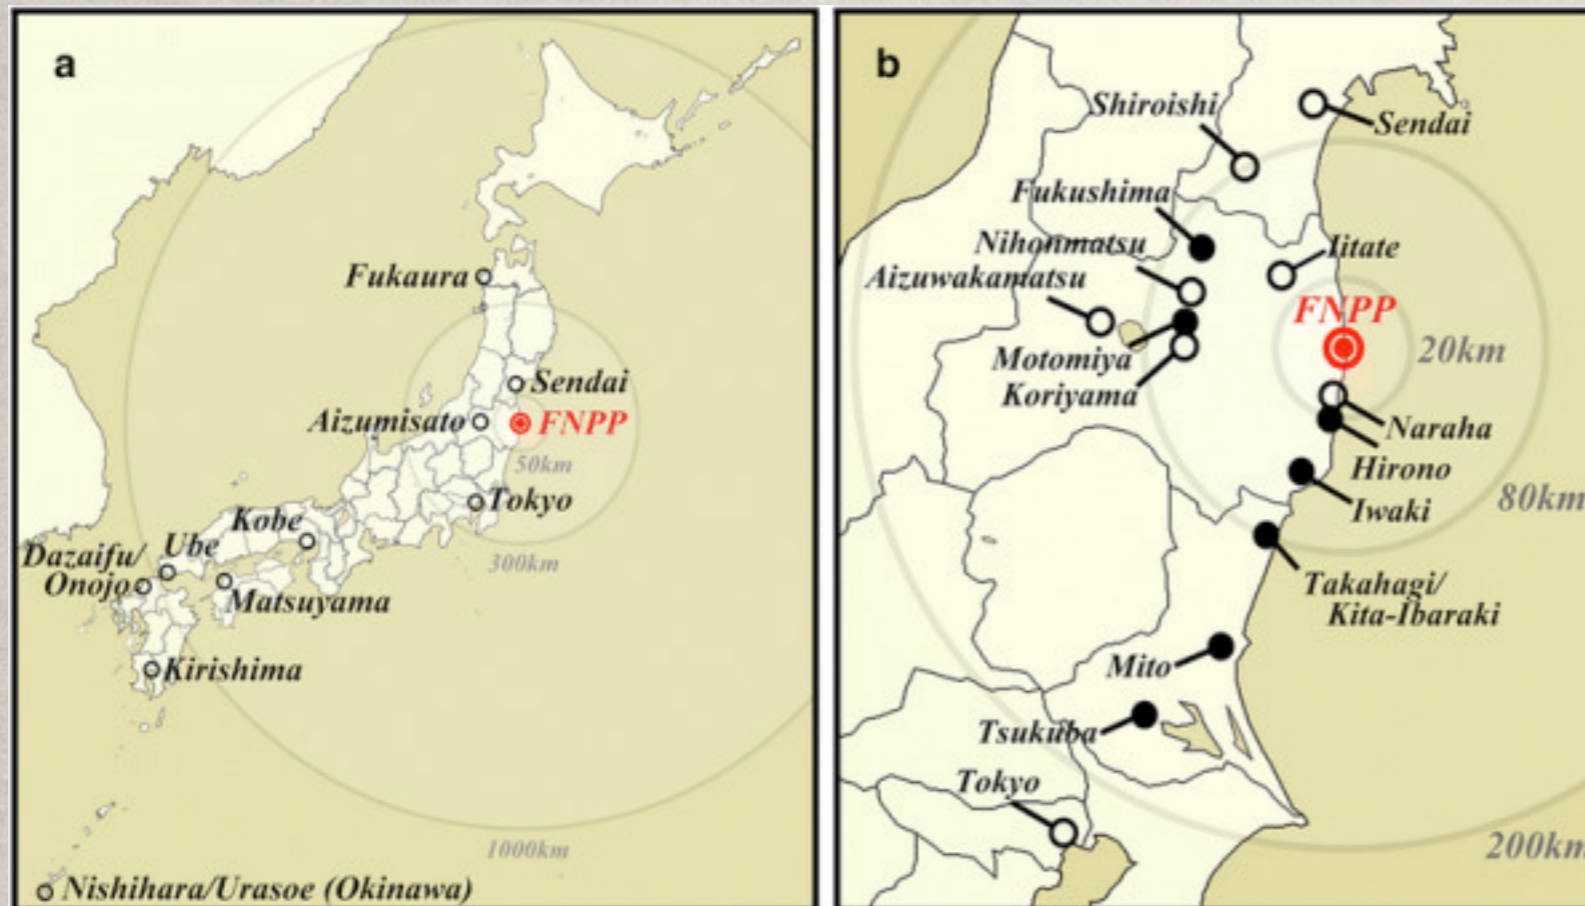 a
Fukaura
Sendai
Aizumisato
FNPP
50km
Tokyo
Kobe
300km
Ube
Dazaifu/
Onojo
Matsuyama
Kirishima
1000km
Nishihara/Urasoe (Okinawa)
b
Shiroishi
Sendai
Fukushima
Nihonmatsu
Iitate
Aizuwakamatsu
FNPP
20km
Motomiya
Koriyama
Naraha
Hirono
80km
Iwaki
Takahagi/
Kita-Ibaraki
Mito
Tsukuba
Tokyo
200km